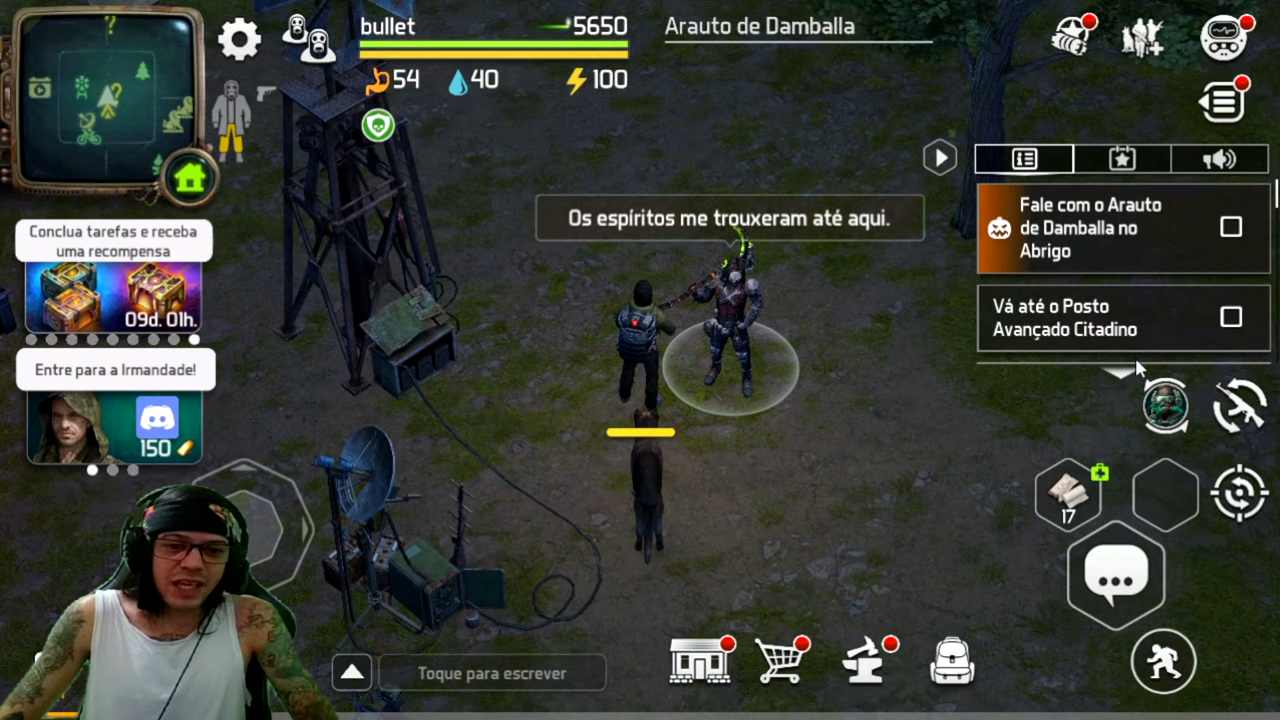 bullet
5650
Arauto de Damballa
54
40
100
Os espíritos me trouxeram até aqui.
Fale com o Arauto
de Damballa no
Abrigo
Vá até o Posto
Avançado Citadino
Conclua tarefas e receba
uma recompensa
09d. 01h.
Entre para a Irmandade!
150
17
Toque para escrever